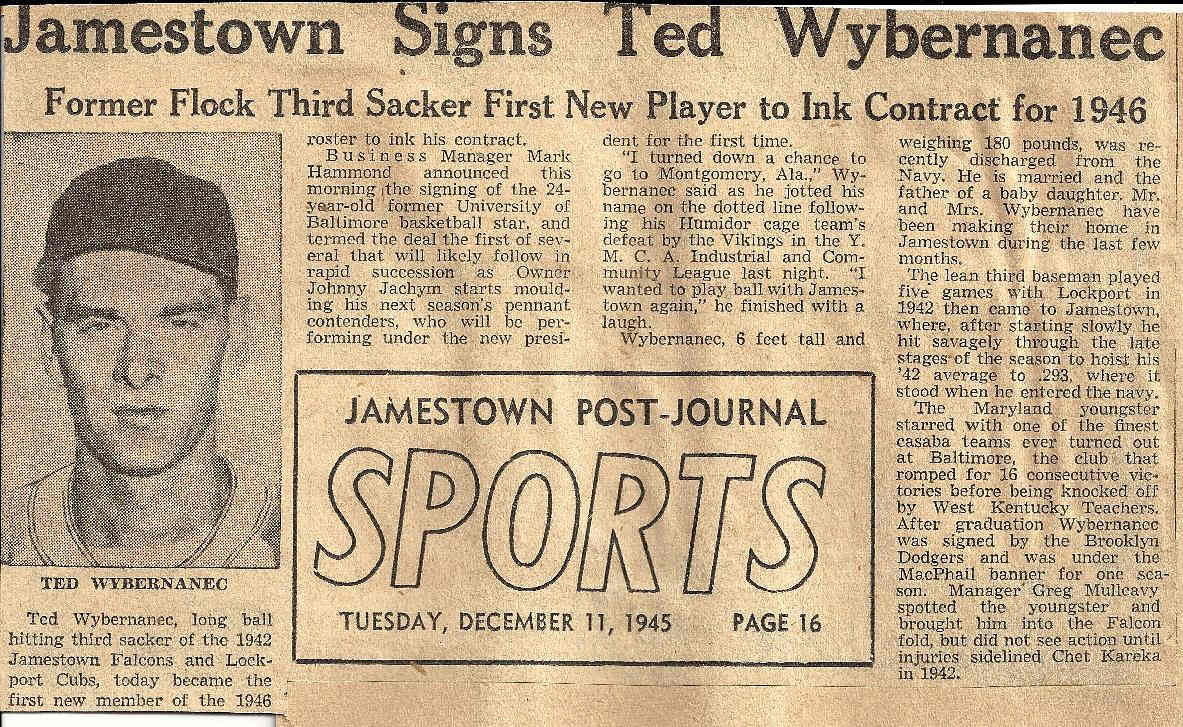 Jamestown Signs Ted Wybernanec
Former Flock Third Sacker First New Player to Ink Contract for 1946
TED WYBERNANEC
Ted Wybernanec, long ball
hitting third sacker of the 1942
Jamestown Falcons and Lock-
port Cubs, today became the
first new member of the 1946
roster to ink his contract.
Business Manager Mark
Hammond announced this
morning the signing of the 24-
year-old former University of
Baltimore basketball star, and
termed the deal the first of sev-
eral that will likely follow in
rapid succession as Owner
Johnny Jachym starts mould-
ing his next season's pennant
contenders, who will be per-
forming under the new presi-
dent for the first time.
"I turned down a chance to
go to Montgomery, Ala.," Wy-
bernanec said as he jotted his
name on the dotted line follow-
ing his Humidor cage team's
defeat by the Vikings in the Y.
M. C. A. Industrial and Com-
munity League last night. "I
wanted to play ball with James-
town again," he finished with a
laugh.
Wybernanec, 6 feet tall and
weighing 180 pounds, was re-
cently discharged from the
Navy. He is married and the
father of a baby daughter. Mr.
and Mrs. Wybernanec have
been making their home in
Jamestown during the last few
months.
The lean third baseman played
five games with Lockport in
1942 then came to Jamestown,
where, after starting slowly he
hit savagely through the late
stages of the season to hoist his
'42 average to .293, where it
stood when he entered the navy.
The Maryland youngster
starred with one of the finest
casaba teams ever turned out
at Baltimore, the club that
romped for 16 consecutive vic-
tories before being knocked off
by West Kentucky Teachers.
After graduation Wybernanec
was signed by the Brooklyn
Dodgers and was under the
MacPhail banner for one sea-
son. Manager Greg Mulleavy
spotted the youngster and
brought him into the Falcon
fold, but did not see action until
injuries sidelined Chet Kareka
in 1942.
JAMESTOWN POST-JOURNAL
SPORTS
TUESDAY, DECEMBER 11, 1945 PAGE 16